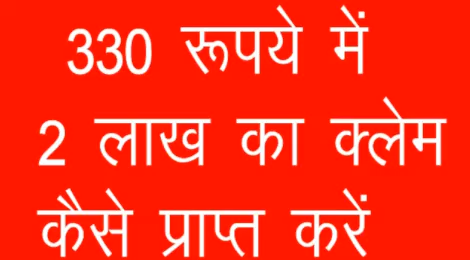 330 रूपये में
2 लाख का क्लेम
कैसे प्राप्त करें